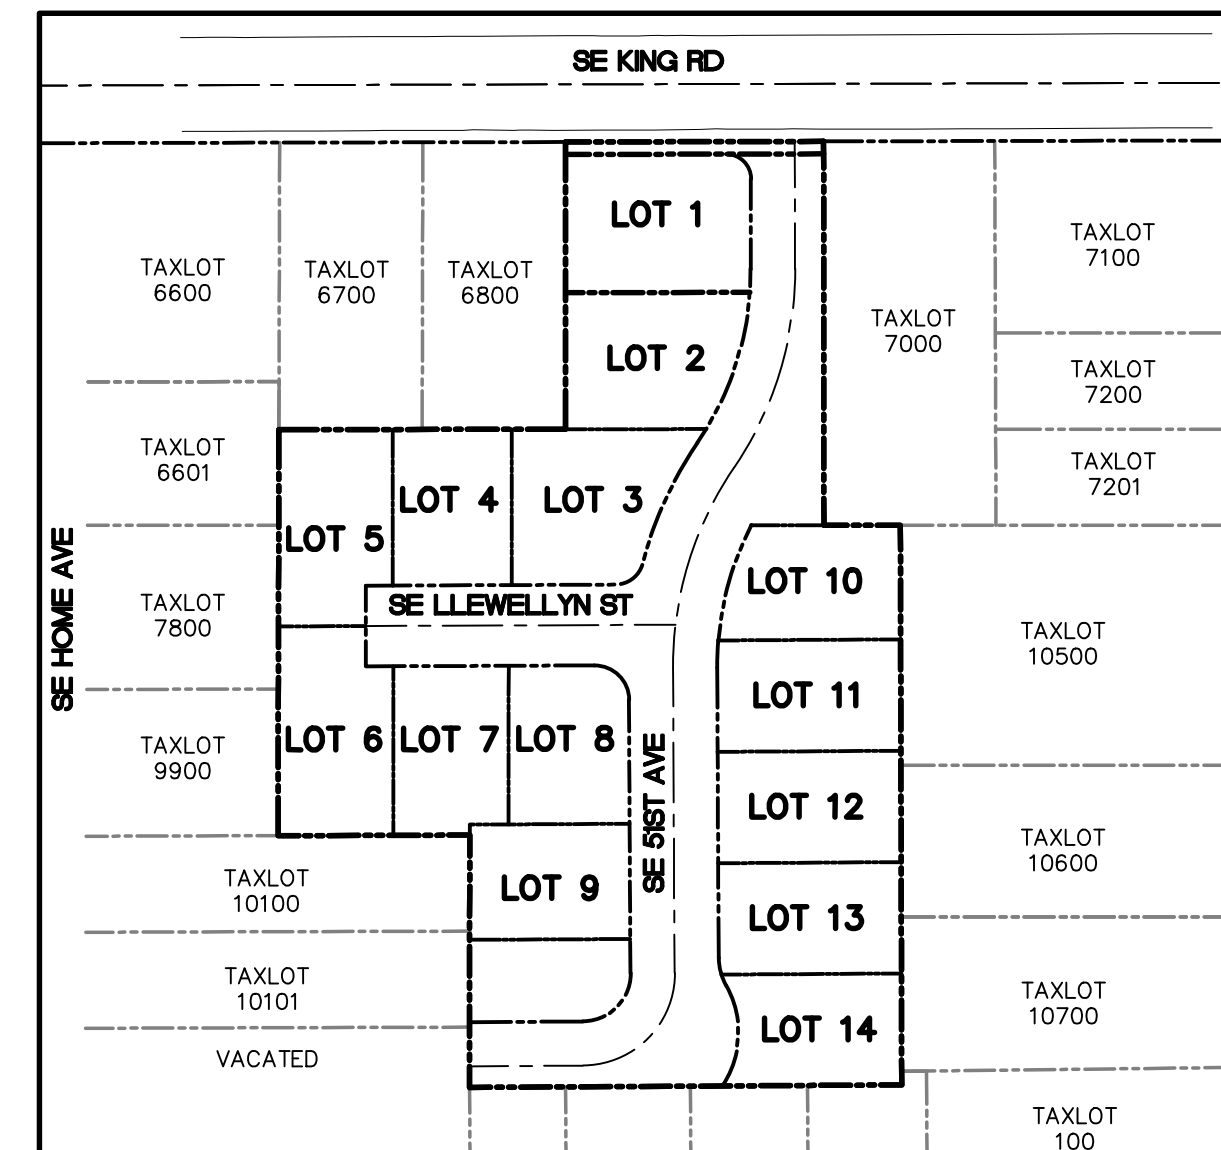 SE KING RD
LOT 1
TAXLOT
7100
TAXLOT
6600
TAXLOT
6700
TAXLOT
6800
TAXLOT
7000
LOT 2
TAXLOT
7200
TAXLOT
6601
TAXLOT
7201
LOT 4
LOT 3
LOT 5
LOT 10
SE HOME AVE
TAXLOT
7800
SE LLEWELLYN ST
TAXLOT
10500
LOT 11
LOT 6
LOT 7
LOT 8
TAXLOT
9900
SE 51ST AVE
LOT 12
TAXLOT
10600
TAXLOT
10100
LOT 9
LOT 13
TAXLOT
10101
TAXLOT
10700
LOT 14
VACATED
TAXLOT
100